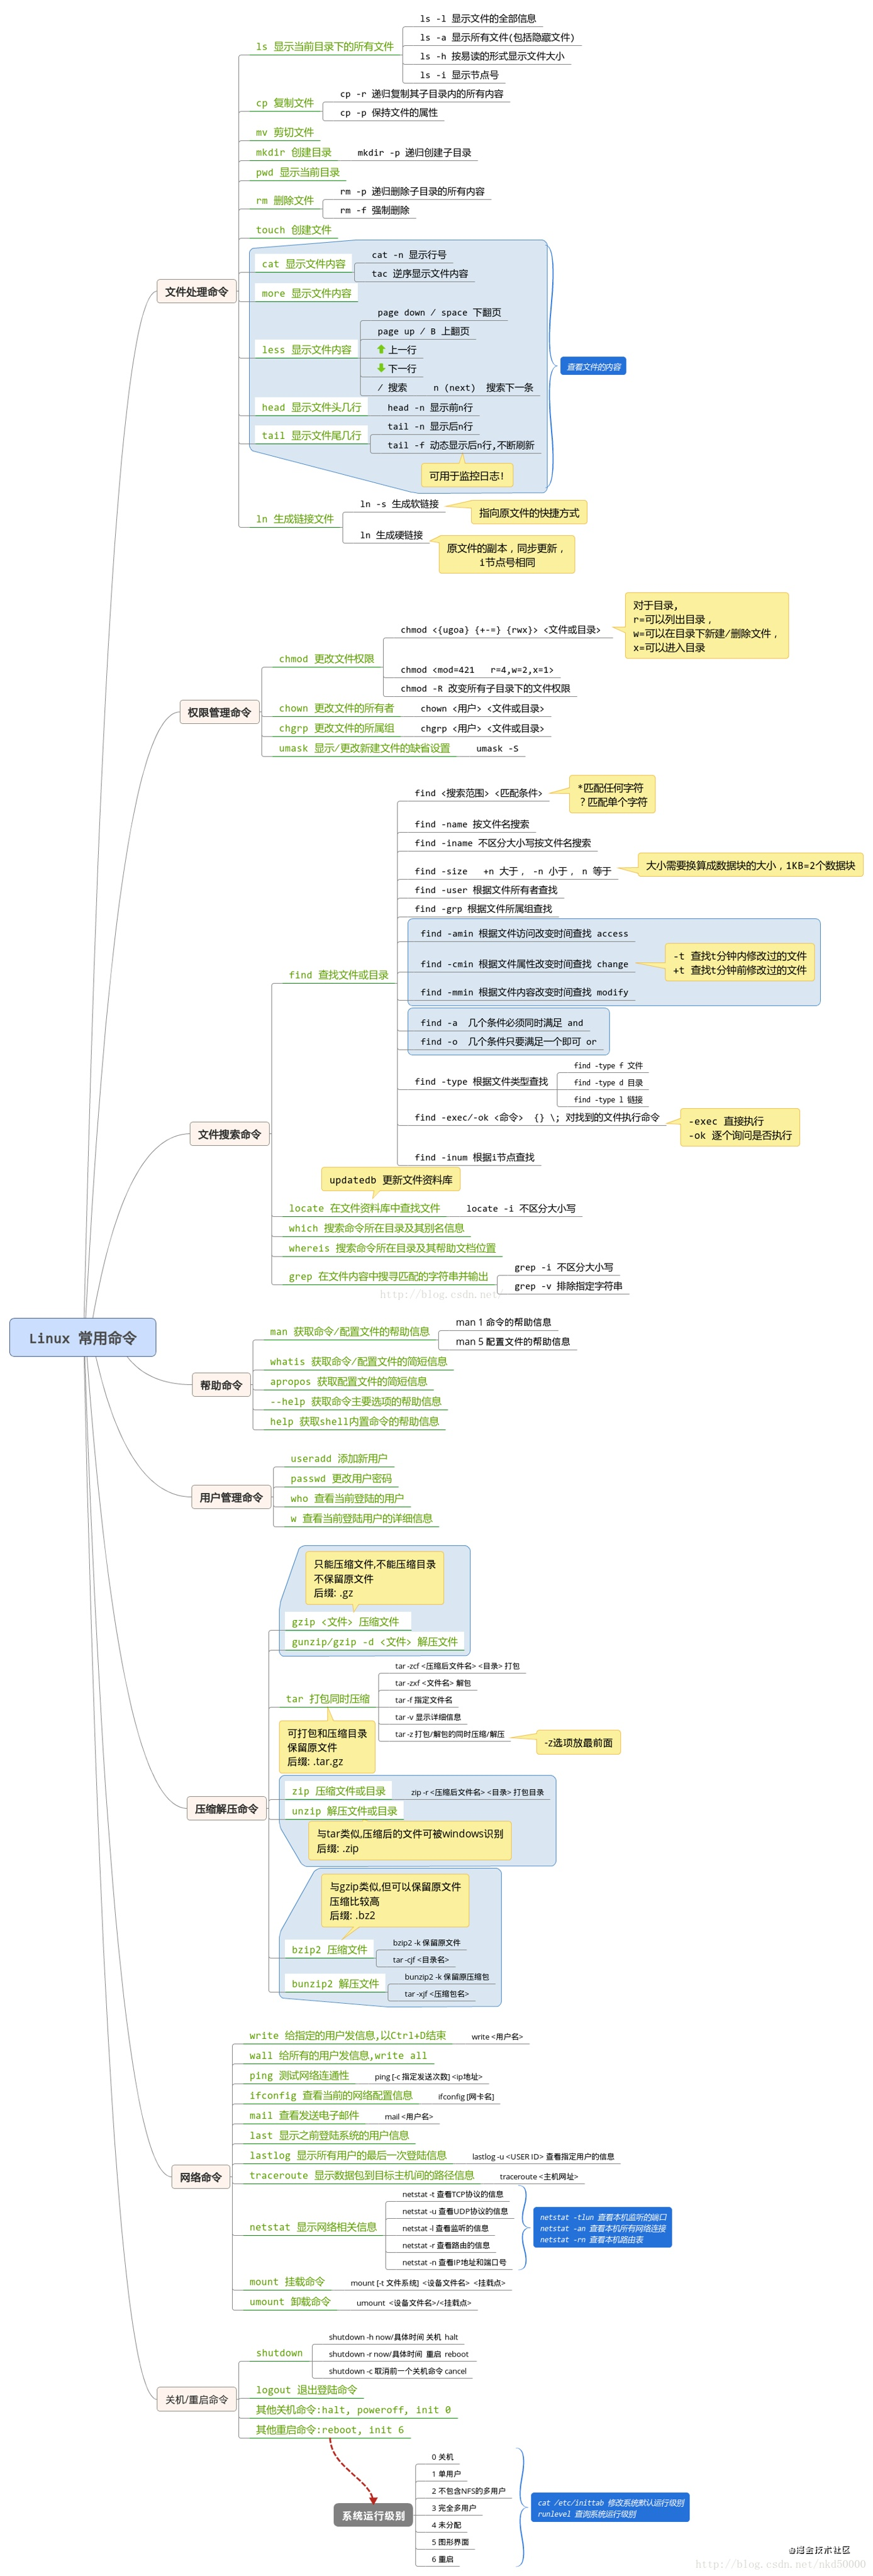 Linux 常用命令
文件处理命令
ls 显示当前目录下的所有文件
ls -l 显示文件的全部信息
ls -a 显示所有文件(包括隐藏文件)
ls -h 按易读的形式显示文件大小
ls -i 显示节点号
cp 复制文件
cp -r 递归复制其子目录内的所有内容
cp -p 保持文件的属性
mv 剪切文件
mkdir 创建目录
mkdir -p 递归创建子目录
pwd 显示当前目录
rm 删除文件
rm -p 递归删除子目录的所有内容
rm -f 强制删除
touch 创建文件
cat 显示文件内容
cat -n 显示行号
tac 逆序显示文件内容
more 显示文件内容
less 显示文件内容
page down / space 下翻页
page up / B 上翻页
上一行
下一行
/ 搜索 n (next) 搜索下一条
head 显示文件头几行
head -n 显示前n行
tail 显示文件尾几行
tail -n 显示后n行
tail -f 动态显示后n行,不断刷新
可用于监控日志!
查看文件的内容
ln 生成链接文件
ln -s 生成软链接
指向原文件的快捷方式
ln 生成硬链接
原文件的副本，同步更新，
i节点号相同
权限管理命令
chmod 更改文件权限
chmod <{ugoa} {+-=} {rwx}> <文件或目录>
对于目录,
r=可以列出目录，
w=可以在目录下新建/删除文件，
x=可以进入目录
chmod <mod=421 r=4,w=2,x=1>
chmod -R 改变所有子目录下的文件权限
chown 更改文件的所有者
chown <用户> <文件或目录>
chgrp 更改文件的所属组
chgrp <用户> <文件或目录>
umask 显示/更改新建文件的缺省设置
umask -S
文件搜索命令
find 查找文件或目录
find <搜索范围> <匹配条件>
*匹配任何字符
？匹配单个字符
find -name 按文件名搜索
find -iname 不区分大小写按文件名搜索
find -size +n 大于， -n 小于， n 等于
大小需要换算成数据块的大小，1KB=2个数据块
find -user 根据文件所有者查找
find -grp 根据文件所属组查找
find -amin 根据文件访问改变时间查找 access
find -cmin 根据文件属性改变时间查找 change
find -mmin 根据文件内容改变时间查找 modify
-t 查找t分钟内修改过的文件
+t 查找t分钟前修改过的文件
find -a 几个条件必须同时满足 and
find -o 几个条件只要满足一个即可 or
find -type 根据文件类型查找
find -type f 文件
find -type d 目录
find -type l 链接
find -exec/-ok <命令> {} \; 对找到的文件执行命令
-exec 直接执行
-ok 逐个询问是否执行
find -inum 根据i节点查找
updatedb 更新文件资料库
locate 在文件资料库中查找文件
locate -i 不区分大小写
which 搜索命令所在目录及其别名信息
whereis 搜索命令所在目录及其帮助文档位置
grep 在文件内容中搜寻匹配的字符串并输出
grep -i 不区分大小写
grep -v 排除指定字符串
http://blog.csdn.net/
帮助命令
man 获取命令/配置文件的帮助信息
man 1 命令的帮助信息
man 5 配置文件的帮助信息
whatis 获取命令/配置文件的简短信息
apropos 获取配置文件的简短信息
--help 获取命令主要选项的帮助信息
help 获取shell内置命令的帮助信息
用户管理命令
useradd 添加新用户
passwd 更改用户密码
who 查看当前登陆的用户
w 查看当前登陆用户的详细信息
压缩解压命令
只能压缩文件,不能压缩目录
不保留原文件
后缀: .gz
gzip <文件> 压缩文件
gunzip/gzip -d <文件> 解压文件
tar 打包同时压缩
tar -zcf <压缩后文件名> <目录> 打包
tar -zxf <文件名> 解包
tar -f 指定文件名
tar -v 显示详细信息
tar -z 打包/解包的同时压缩/解压
-z选项放最前面
可打包和压缩目录
保留原文件
后缀: .tar.gz
zip 压缩文件或目录
zip -r <压缩后文件名> <目录> 打包目录
unzip 解压文件或目录
与tar类似,压缩后的文件可被windows识别
后缀: .zip
与gzip类似,但可以保留原文件
压缩比较高
后缀: .bz2
bzip2 压缩文件
bzip2 -k 保留原文件
tar -cjf <目录名>
bunzip2 解压文件
bunzip2 -k 保留原压缩包
tar -xjf <压缩包名>
网络命令
write 给指定的用户发信息,以Ctrl+D结束
write <用户名>
wall 给所有的用户发信息,write all
ping 测试网络连通性
ping [-c 指定发送次数] <ip地址>
ifconfig 查看当前的网络配置信息
ifconfig [网卡名]
mail 查看发送电子邮件
mail <用户名>
last 显示之前登陆系统的用户信息
lastlog 显示所有用户的最后一次登陆信息
lastlog -u <USER ID> 查看指定用户的信息
traceroute 显示数据包到目标主机间的路径信息
traceroute <主机网址>
netstat 显示网络相关信息
netstat -t 查看TCP协议的信息
netstat -u 查看UDP协议的信息
netstat -l 查看监听的信息
netstat -r 查看路由的信息
netstat -n 查看IP地址和端口号
netstat -tlun 查看本机监听的端口
netstat -an 查看本机所有网络连接
netstat -rn 查看本机路由表
mount 挂载命令
mount [-t 文件系统] <设备文件名> <挂载点>
umount 卸载命令
umount <设备文件名>/<挂载点>
关机/重启命令
shutdown
shutdown -h now/具体时间 关机 halt
shutdown -r now/具体时间 重启 reboot
shutdown -c 取消前一个关机命令 cancel
logout 退出登陆命令
其他关机命令:halt, poweroff, init 0
其他重启命令:reboot, init 6
系统运行级别
0 关机
1 单用户
2 不包含NFS的多用户
3 完全多用户
4 未分配
5 图形界面
6 重启
cat /etc/inittab 修改系统默认运行级别
runlevel 查询系统运行级别
@掘金技术社区
http://blog.csdn.net/nkd50000